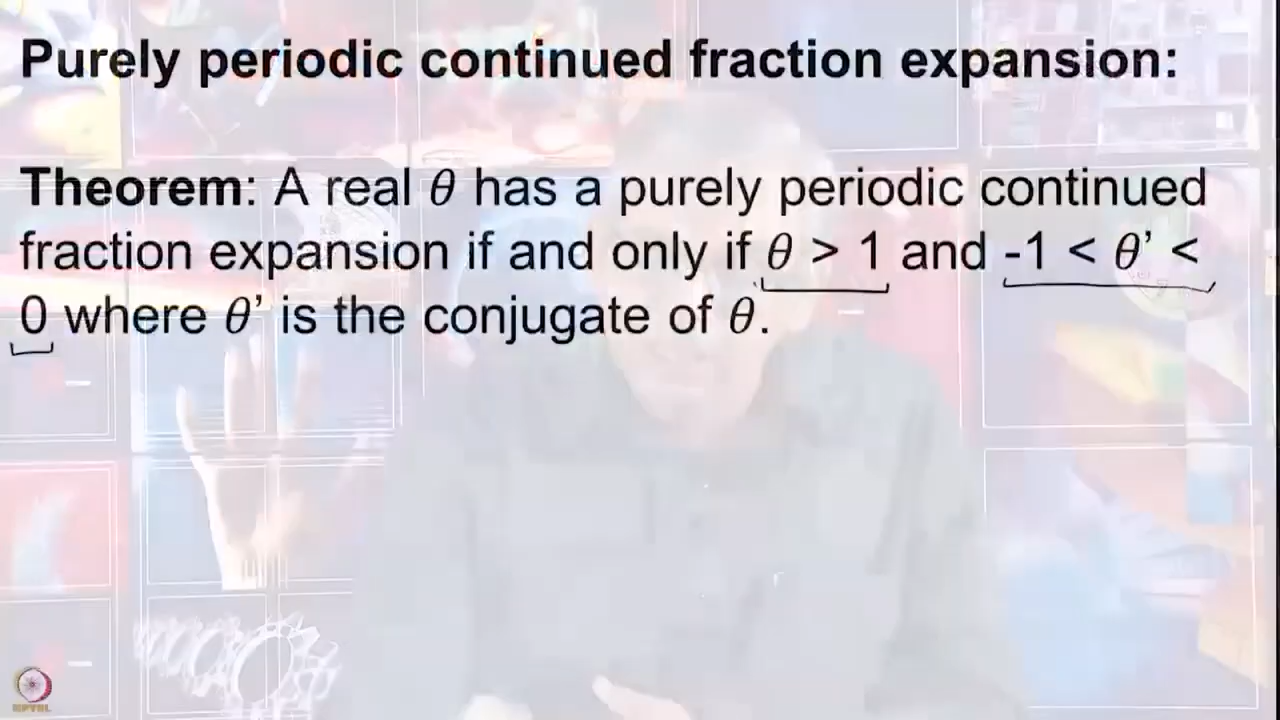 Purely periodic continued fraction expansion:
Theorem: A real θ has a purely periodic continued
fraction expansion if and only if θ > 1 and -1 < θ’ <
0 where θ’ is the conjugate of θ.
NPTEL